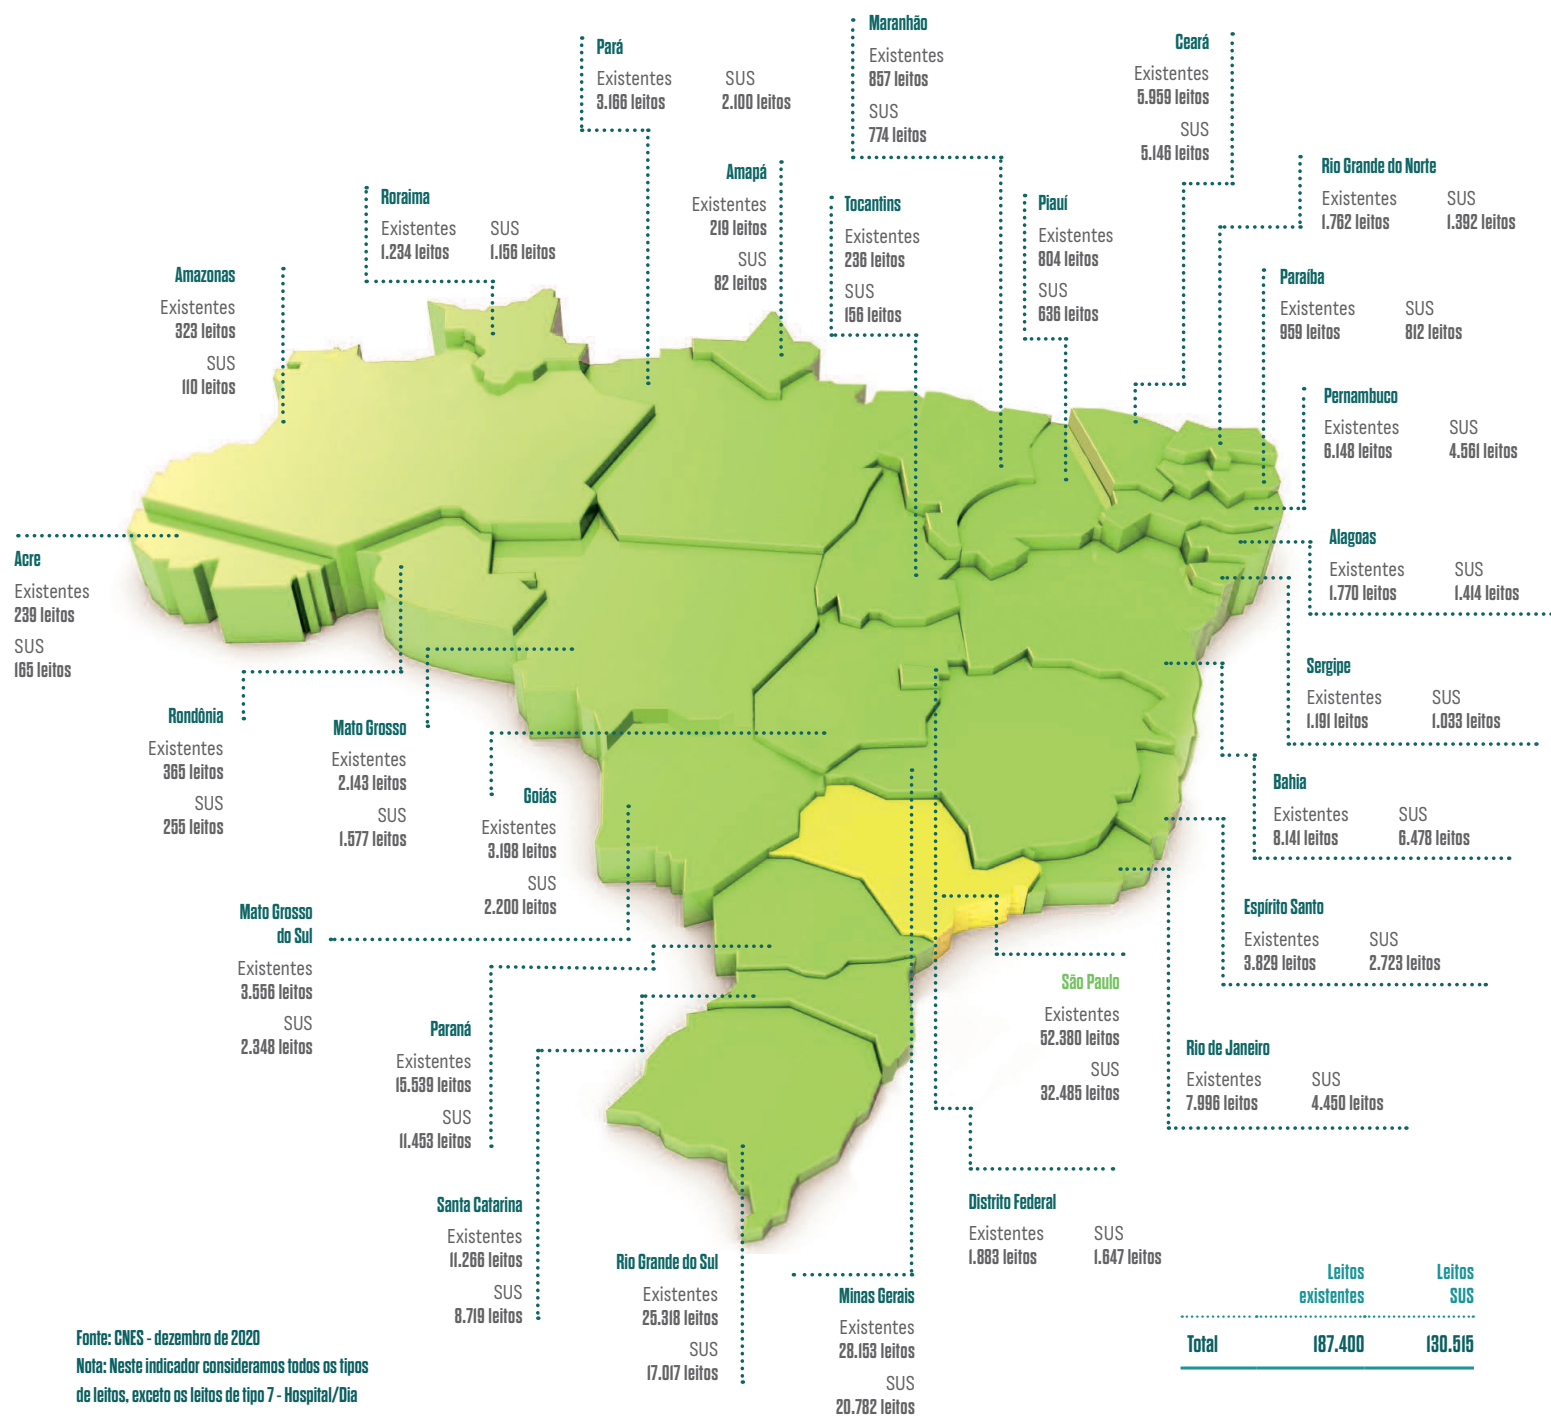 Maranhão
Existentes
857 leitos
SUS
774 leitos
Pará
Existentes SUS
3.166 leitos 2.100 leitos
Ceará
Existentes
5.959 leitos
SUS
5.146 leitos
Rio Grande do Norte
Existentes SUS
1.762 leitos 1.392 leitos
Amapá
Existentes
219 leitos
SUS
82 leitos
Roraima
Existentes SUS
1.234 leitos 1.156 leitos
Tocantins
Existentes
236 leitos
SUS
156 leitos
Piauí
Existentes
804 leitos
SUS
636 leitos
Amazonas
Existentes
323 leitos
SUS
110 leitos
Paraíba
Existentes SUS
959 leitos 812 leitos
Pernambuco
Existentes SUS
6.148 leitos 4.561 leitos
Alagoas
Existentes SUS
1.770 leitos 1.414 leitos
Acre
Existentes
239 leitos
SUS
165 leitos
Sergipe
Existentes SUS
1.191 leitos 1.033 leitos
Rondônia
Existentes
365 leitos
SUS
255 leitos
Mato Grosso
Existentes
2.143 leitos
SUS
1.577 leitos
Goiás
Existentes
3.198 leitos
SUS
2.200 leitos
Bahia
Existentes SUS
8.141 leitos 6.478 leitos
Mato Grosso
do Sul
Existentes
3.556 leitos
SUS
2.348 leitos
Espírito Santo
Existentes SUS
3.829 leitos 2.723 leitos
São Paulo
Existentes
52.380 leitos
SUS
32.485 leitos
Paraná
Existentes
15.539 leitos
SUS
11.453 leitos
Rio de Janeiro
Existentes SUS
7.996 leitos 4.450 leitos
Santa Catarina
Existentes
11.266 leitos
SUS
8.719 leitos
Distrito Federal
Existentes SUS
1.883 leitos 1.647 leitos
Rio Grande do Sul
Existentes
25.318 leitos
SUS
17.017 leitos
Minas Gerais
Existentes
28.153 leitos
SUS
20.782 leitos
Leitos Leitos
existentes SUS
Total 187.400 130.515
Fonte: CNES - dezembro de 2020
Nota: Neste indicador consideramos todos os tipos
de leitos, exceto os leitos de tipo 7 - Hospital/Dia